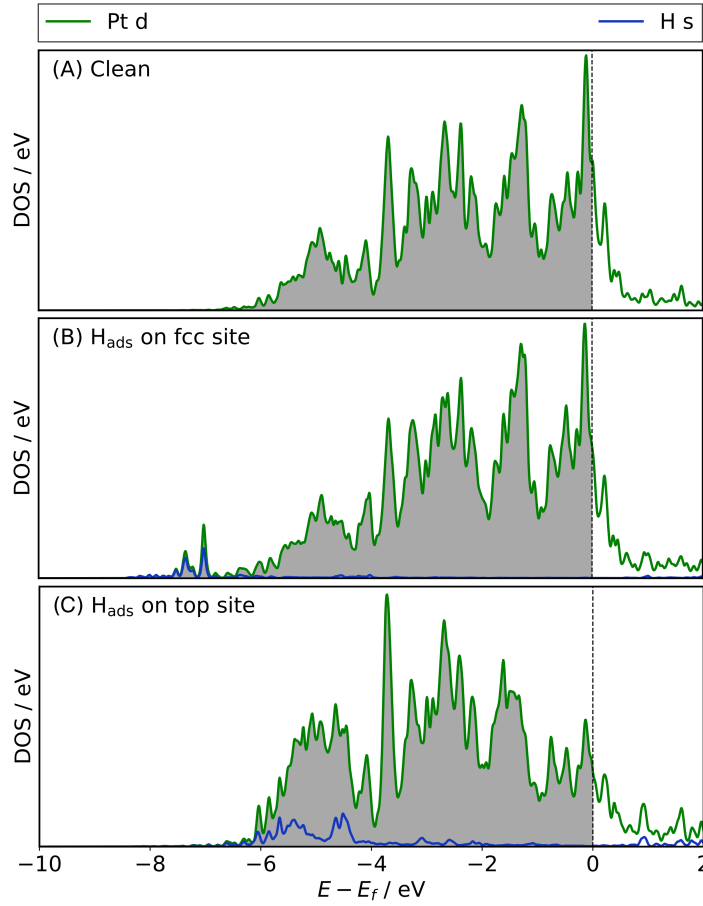 Pt d H s
(A) Clean
DOS / eV
(B) Hads on fcc site
DOS / eV
(C) Hads on top site
DOS / eV
−10 −8 −6 −4 −2 0 2
E − Ef / eV